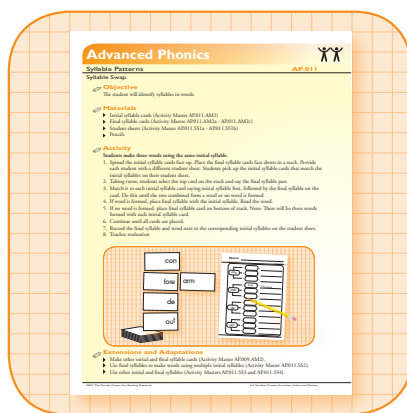 Advanced Phonics
Syllable Patterns AP.011
Syllable Swap
Objective
The student will identify syllables in words.
Materials
Initial syllable cards (Activity Master AP.011.AM1)
Final syllable cards (Activity Master AP.011.AM2a - AP.011.AM2c)
Student sheets (Activity Master AP.011.SS1a - AP.011.SS1b)
Pencils
Activity
Students make three words using the same initial syllable.
1. Spread the initial syllable cards face up. Place the final syllable cards face down in a stack. Provide
each student with a different student sheet. Students pick up the initial syllable cards that match the
initial syllables on their student sheet.
2. Taking turns, students select the top card on the stack and say the final syllable part.
3. Match it to each initial syllable card saying initial syllable first, followed by the final syllable on the
card. Do this until the two combined form a word or no word is formed.
4. If word is formed, place final syllable with the initial syllable. Read the word.
5. If no word is formed, place final card on bottom of stack. Note: There will be three words
formed with each initial syllable card.
6. Continue until all cards are placed.
7. Record the final syllable and word next to the corresponding initial syllables on the student sheet.
8. Teacher evaluation
con
fore arm
de
out
Extensions and Adaptations
Make other initial and final syllable cards (Activity Master AP.009.AM2).
Use final syllables to make words using multiple initial syllables (Activity Master AP.011.SS2).
Use other initial and final syllables (Activity Masters AP.011.SS3 and AP.011.SS4).